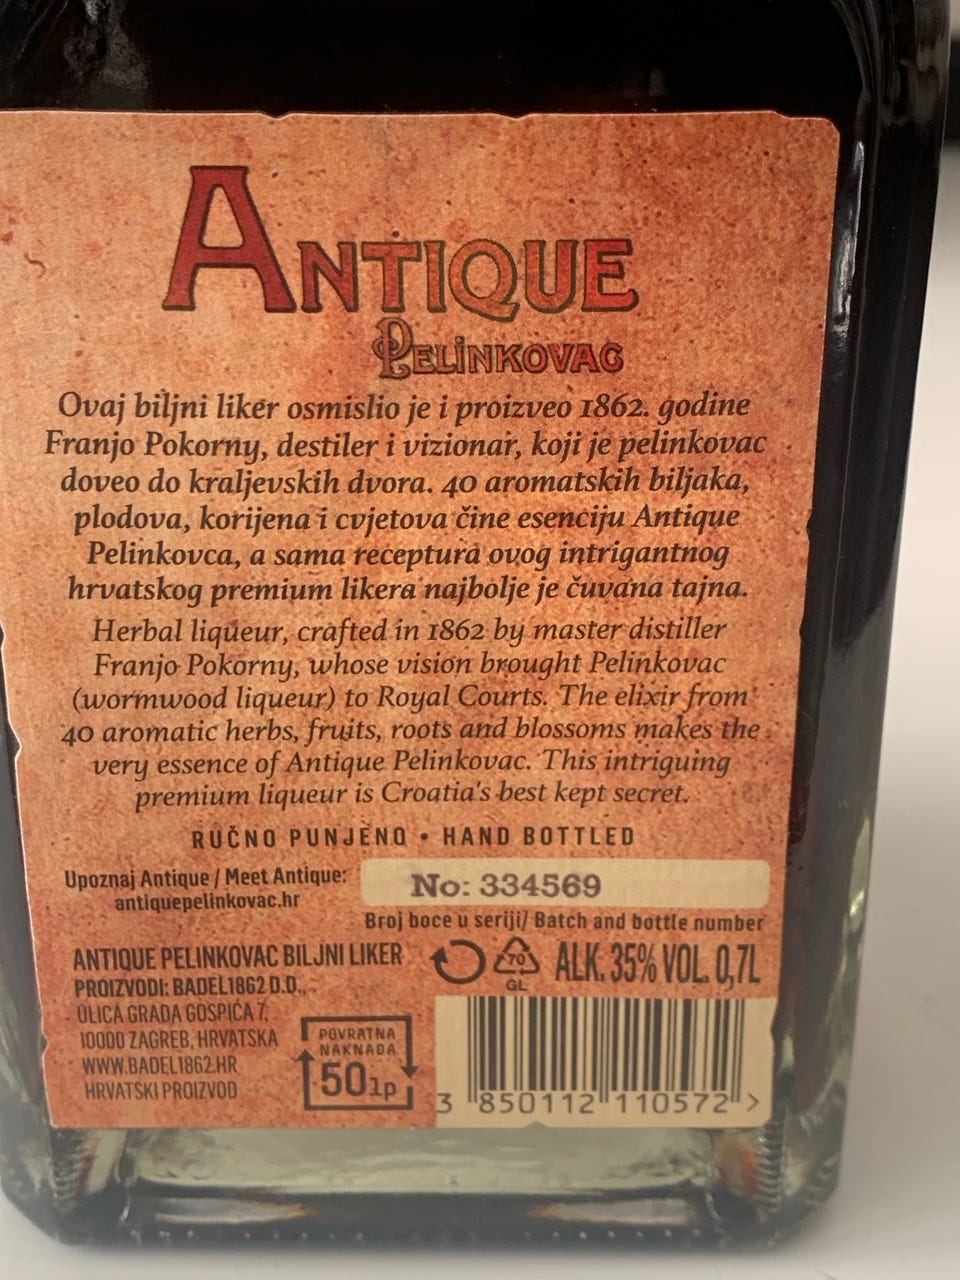 ANTIQUE
PELINKOVAC
Ovaj biljni liker osmislio je i proizveo 1862. godine
Franjo Pokorny, destiler i vizionar, koji je pelinkovac
doveo do kraljevskih dvora. 40 aromatskih biljaka,
plodova, korijena i cvjetova čine esenciju Antique
Pelinkovca, a sama receptura ovog intrigantnog
hrvatskog premium likera najbolje je čuvana tajna.
Herbal liqueur, crafted in 1862 by master distiller
Franjo Pokorny, whose vision brought Pelinkovac
(wormwood liqueur) to Royal Courts. The elixir from
40 aromatic herbs, fruits, roots and blossoms makes the
very essence of Antique Pelinkovac. This intriguing
premium liqueur is Croatia's best kept secret.
RUČNO PUNJENO • HAND BOTTLED
Upoznaj Antique / Meet Antique:
antiquepelinkovac.hr
No: 334569
Broj boce u seriji/ Batch and bottle number
ANTIQUE PELINKOVAC BILJNI LIKER
PROIZVODI: BADEL1862 D.D.,
ULICA GRADA GOSPIĆA 7,
10000 ZAGREB, HRVATSKA
WWW.BADEL1862.HR
HRVATSKI PROIZVOD
POVRATNA
NAKNADA
50lp
70
GL
ALK. 35% VOL. 0,7L
3 850112 110572 >